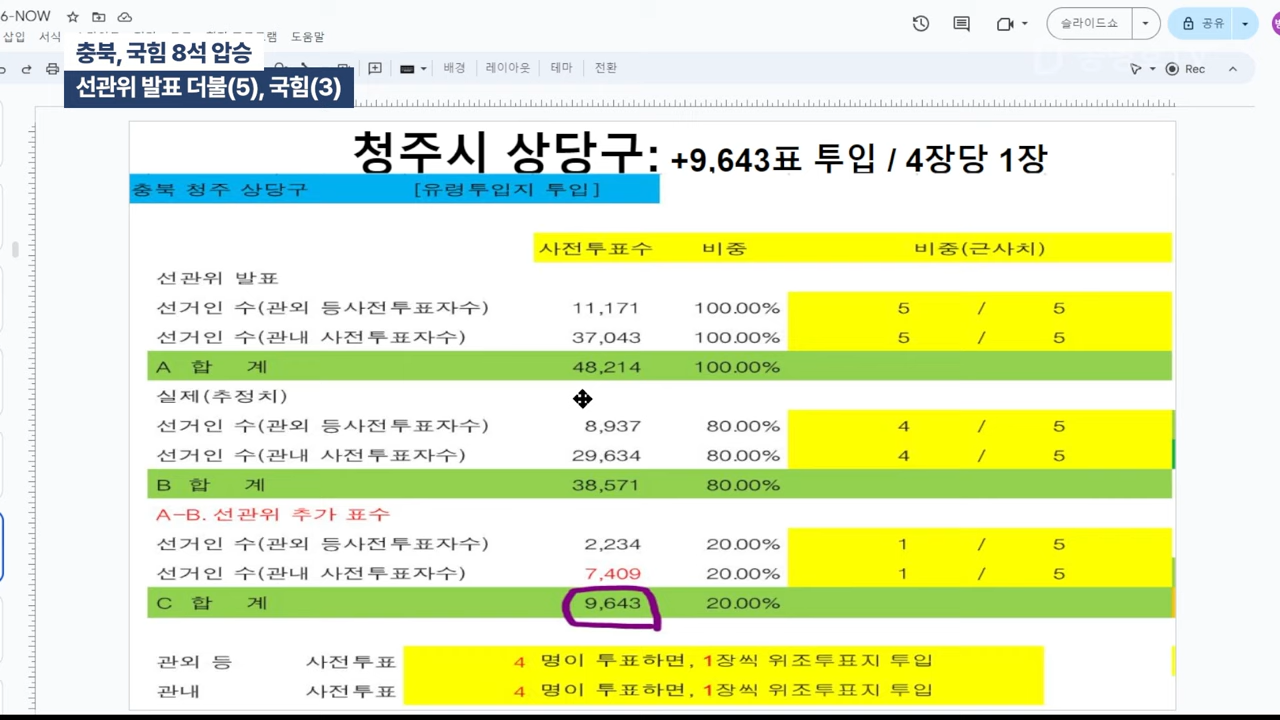 6-NOW
삽입 서식 도움말
충북, 국힘 8석 압승
선관위 발표 더불(5), 국힘(3)
슬라이드쇼
공유
배경 레이아웃 테마 전환
Rec
청주시 상당구: +9,643표 투입 / 4장당 1장
충북 청주 상당구 [유령투입지 투입]
사전투표수 비중 비중(근사치)
선관위 발표
선거인 수(관외 등사전투표자수) 11,171 100.00% 5 / 5
선거인 수(관내 사전투표자수) 37,043 100.00% 5 / 5
A 합 계 48,214 100.00%
실제(추정치)
선거인 수(관외 등사전투표자수) 8,937 80.00% 4 / 5
선거인 수(관내 사전투표자수) 29,634 80.00% 4 / 5
B 합 계 38,571 80.00%
A-B. 선관위 추가 표수
선거인 수(관외 등사전투표자수) 2,234 20.00% 1 / 5
선거인 수(관내 사전투표자수) 7,409 20.00% 1 / 5
C 합 계 9,643 20.00%
관외 등 사전투표 4 명이 투표하면, 1장씩 위조투표지 투입
관내 사전투표 4 명이 투표하면, 1장씩 위조투표지 투입